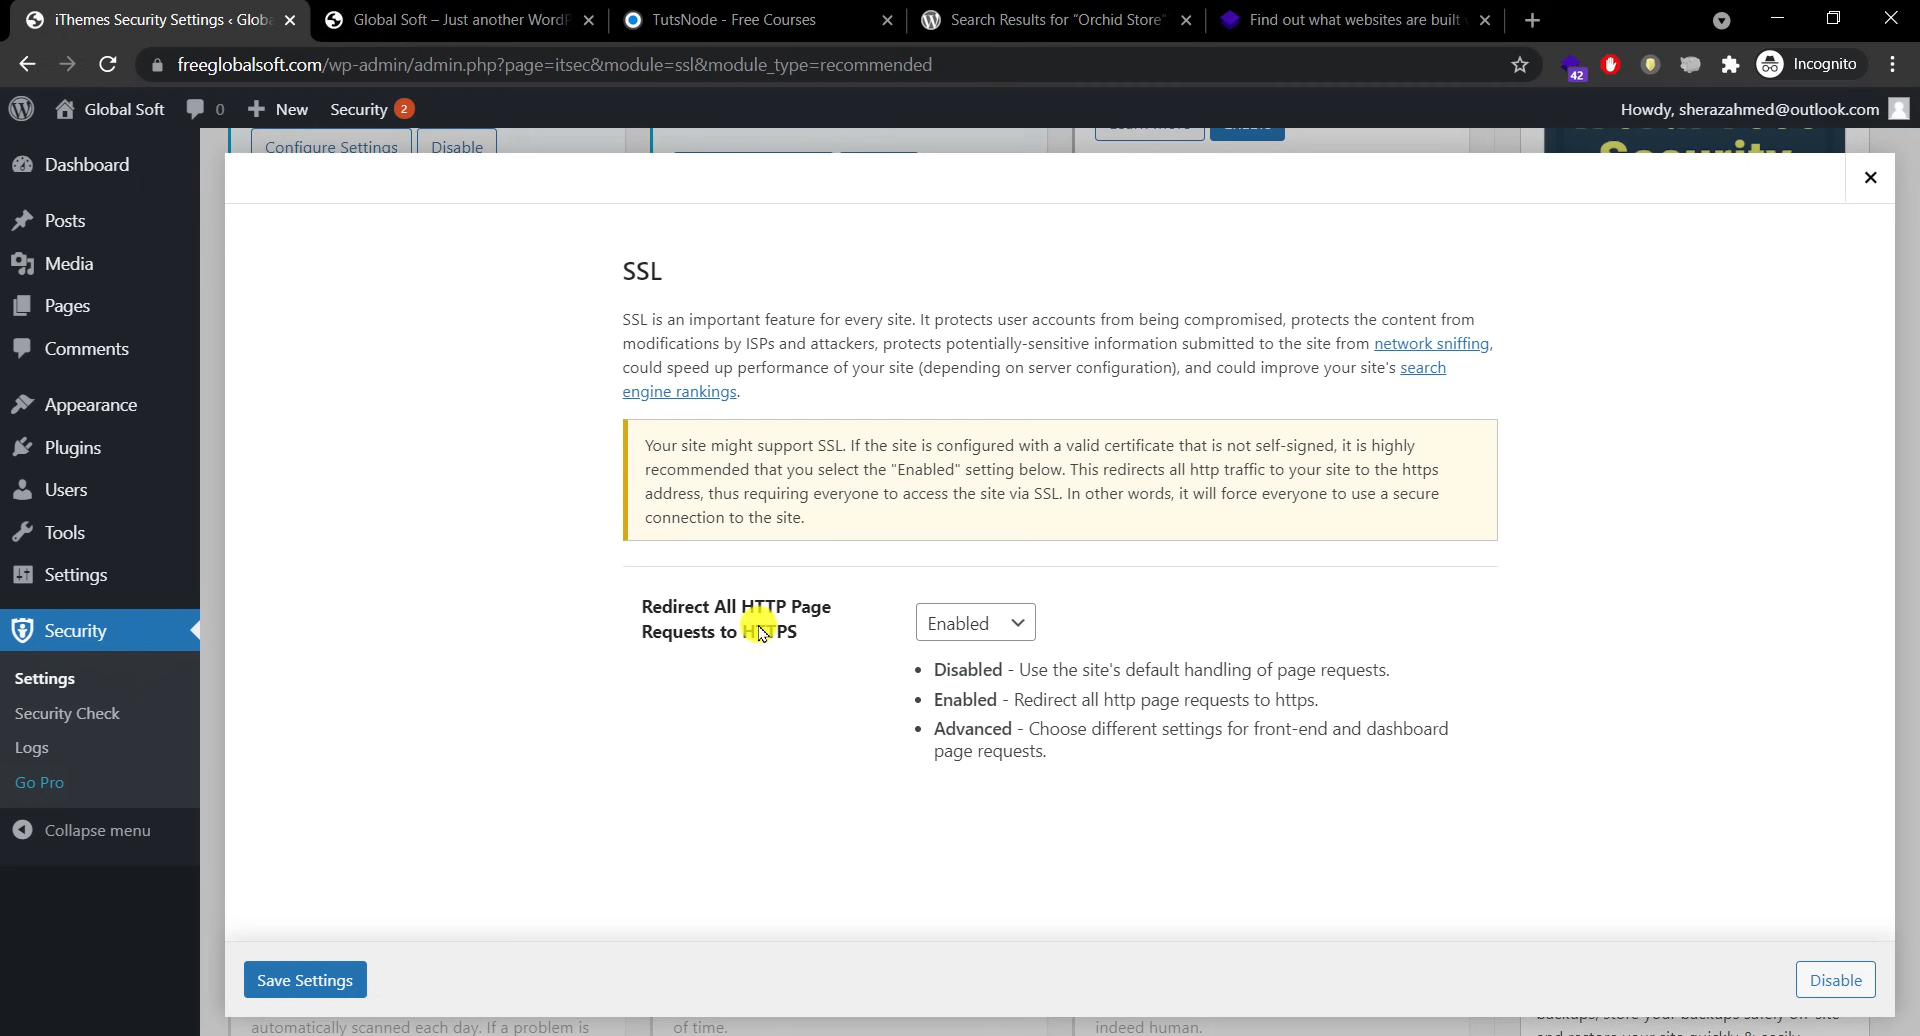 iThemes Security Settings ‹ Globa
Global Soft – Just another WordP
TutsNode - Free Courses
Search Results for “Orchid Store”
Find out what websites are built
freeglobalsoft.com/wp-admin/admin.php?page=itsec&module=ssl&module_type=recommended
42
Incognito
Global Soft
0
New
Security 2
Howdy, sherazahmed@outlook.com
Configure Settings
Disable
Security
Dashboard
Posts
Media
Pages
Comments
Appearance
Plugins
Users
Tools
Settings
Security
Settings
Security Check
Logs
Go Pro
Collapse menu
SSL
SSL is an important feature for every site. It protects user accounts from being compromised, protects the content from
modifications by ISPs and attackers, protects potentially-sensitive information submitted to the site from network sniffing,
could speed up performance of your site (depending on server configuration), and could improve your site's search
engine rankings.
Your site might support SSL. If the site is configured with a valid certificate that is not self-signed, it is highly
recommended that you select the "Enabled" setting below. This redirects all http traffic to your site to the https
address, thus requiring everyone to access the site via SSL. In other words, it will force everyone to use a secure
connection to the site.
Redirect All HTTP Page
Requests to HTTPS
Enabled
• Disabled - Use the site's default handling of page requests.
• Enabled - Redirect all http page requests to https.
• Advanced - Choose different settings for front-end and dashboard
page requests.
Save Settings
Disable
automatically scanned each day. If a problem is
of time.
indeed human.